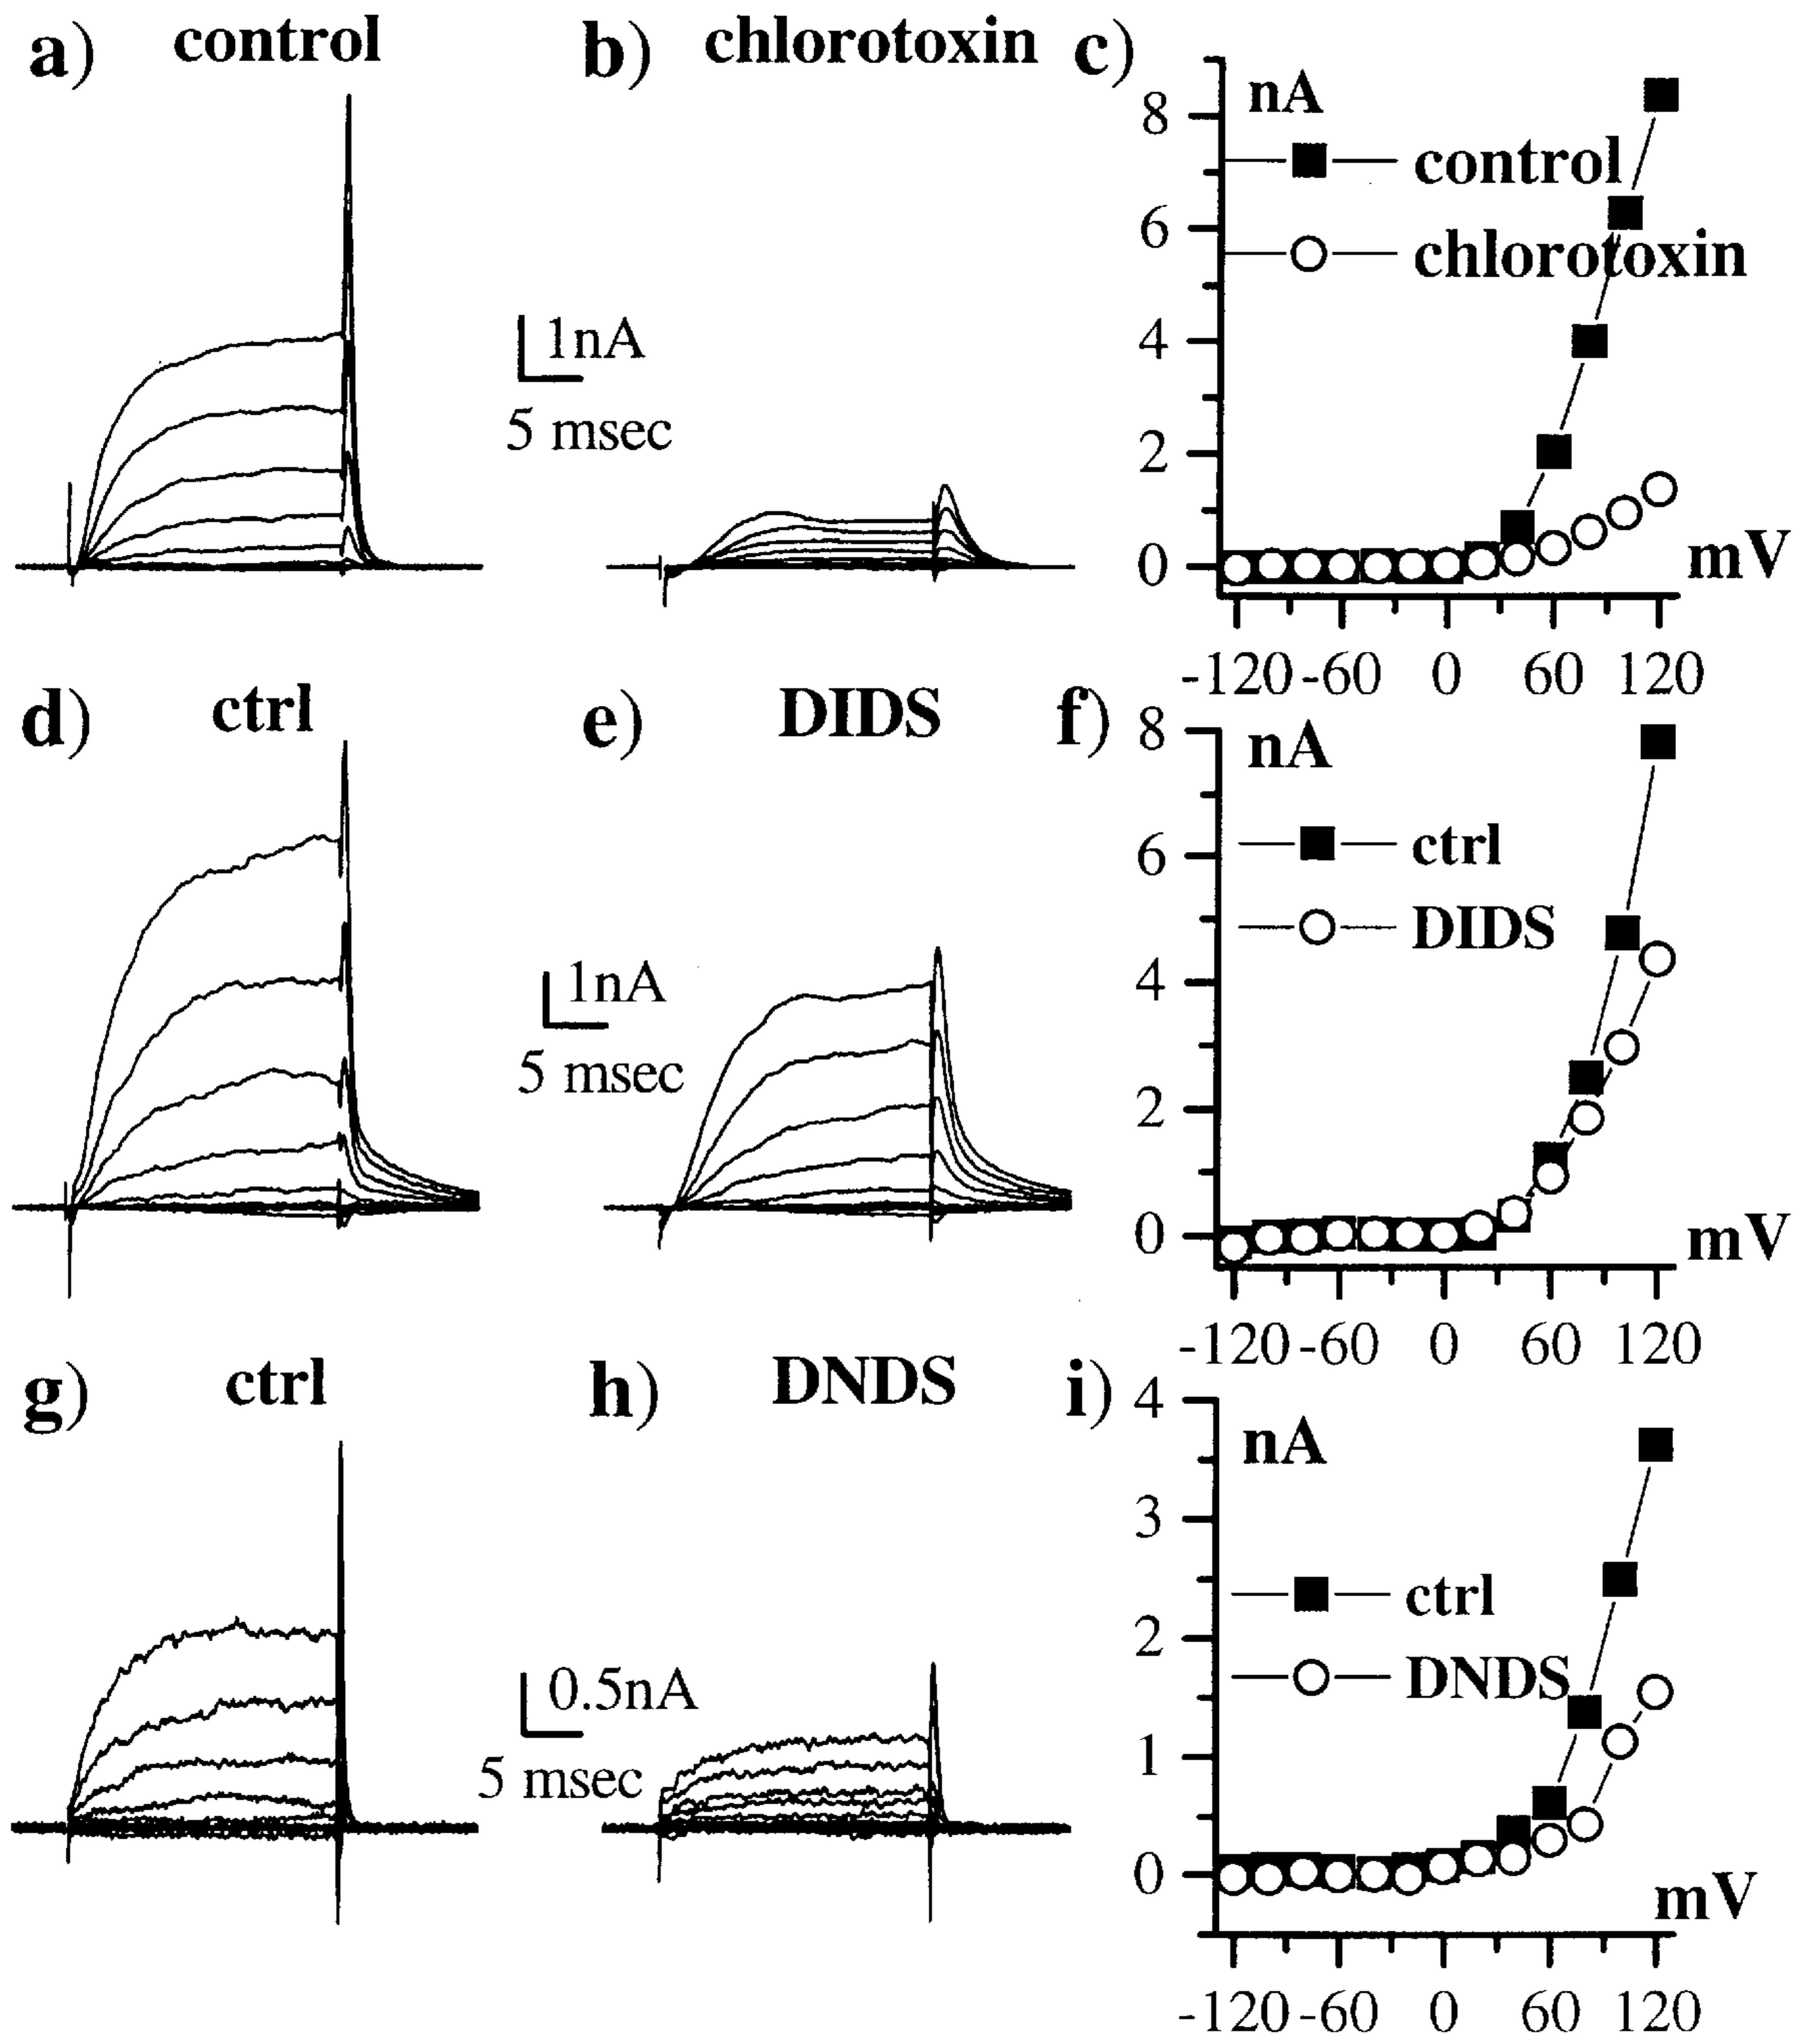 a) control
b) chlorotoxin
c)
1nA
5 msec
nA
control
chlorotoxin
8
6
4
2
0
mV
-120 -60 0 60 120
d) ctrl
e) DIDS
f)
1nA
5 msec
nA
ctrl
DIDS
8
6
4
2
0
mV
-120 -60 0 60 120
g) ctrl
h) DNDS
i)
0.5nA
5 msec
nA
ctrl
DNDS
4
3
2
1
0
mV
-120 -60 0 60 120